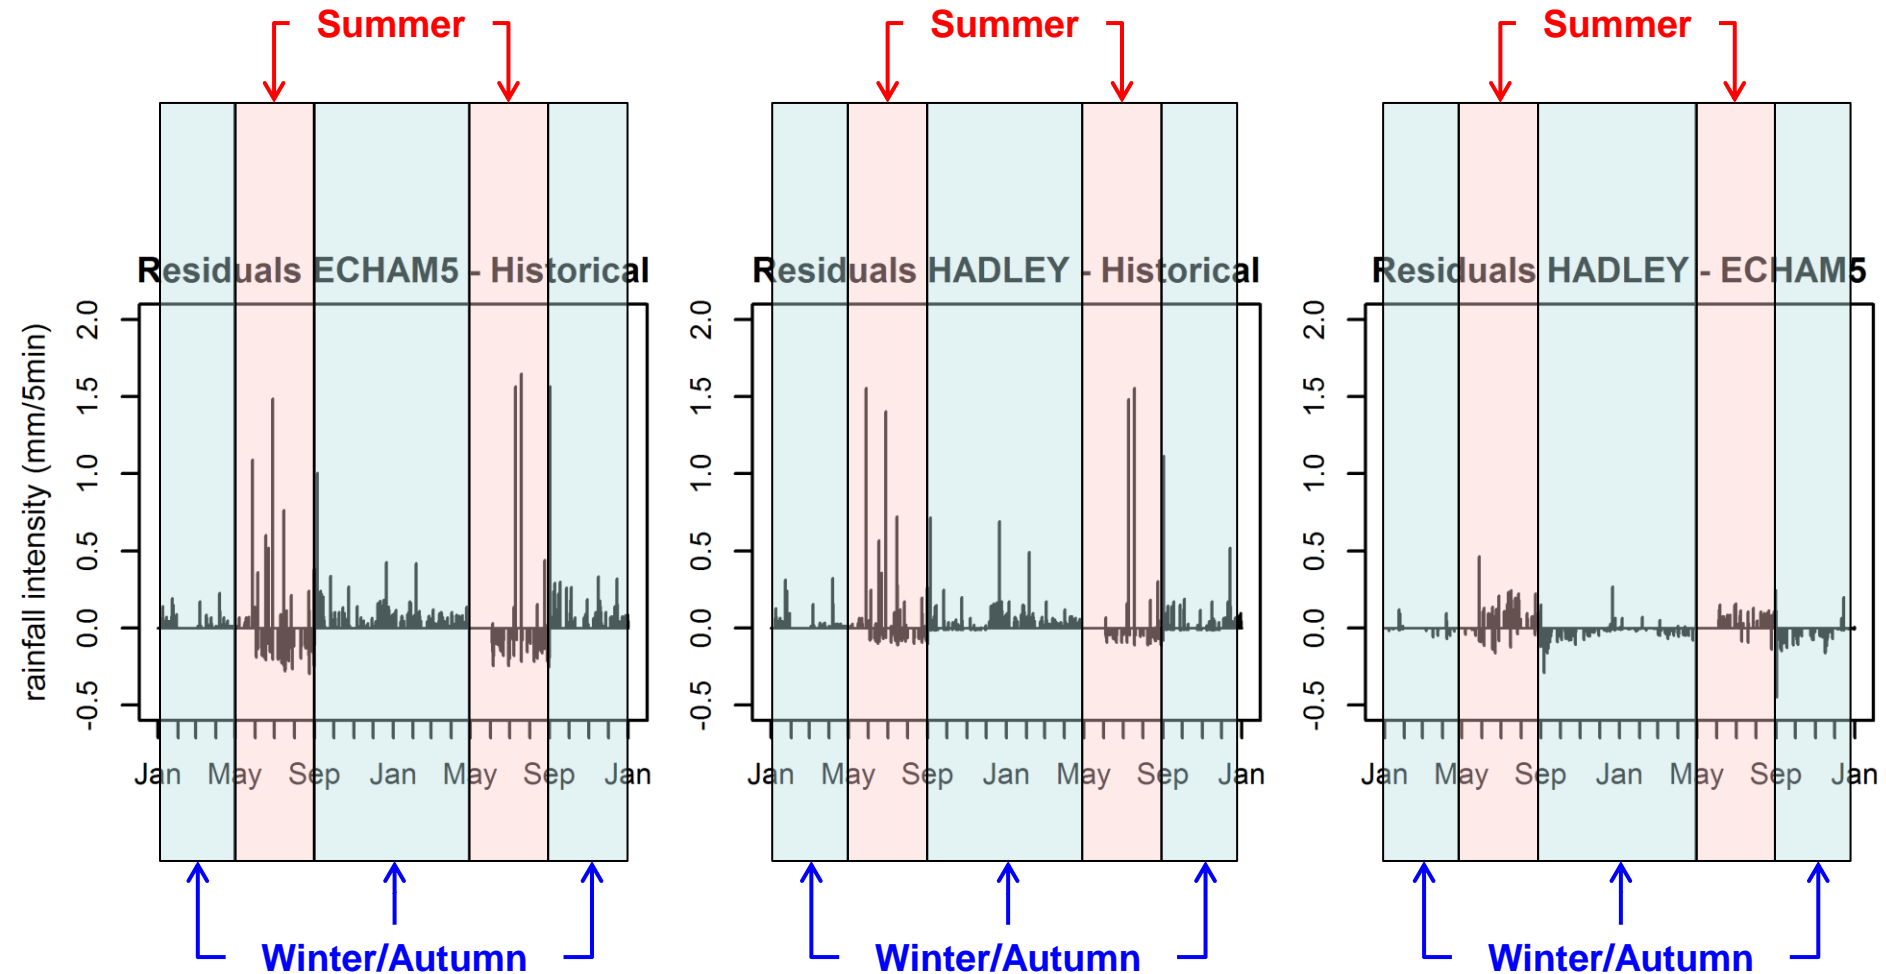 Summer
Summer
Summer
Residuals ECHAM5 - Historical
Residuals HADLEY - Historical
Residuals HADLEY - ECHAM5
rainfall intensity (mm/5min)
2.0
1.5
1.0
0.5
0.0
-0.5
2.0
1.5
1.0
0.5
0.0
-0.5
2.0
1.5
1.0
0.5
0.0
-0.5
Jan May Sep Jan May Sep Jan
Jan May Sep Jan May Sep Jan
Jan May Sep Jan May Sep Jan
Winter/Autumn
Winter/Autumn
Winter/Autumn